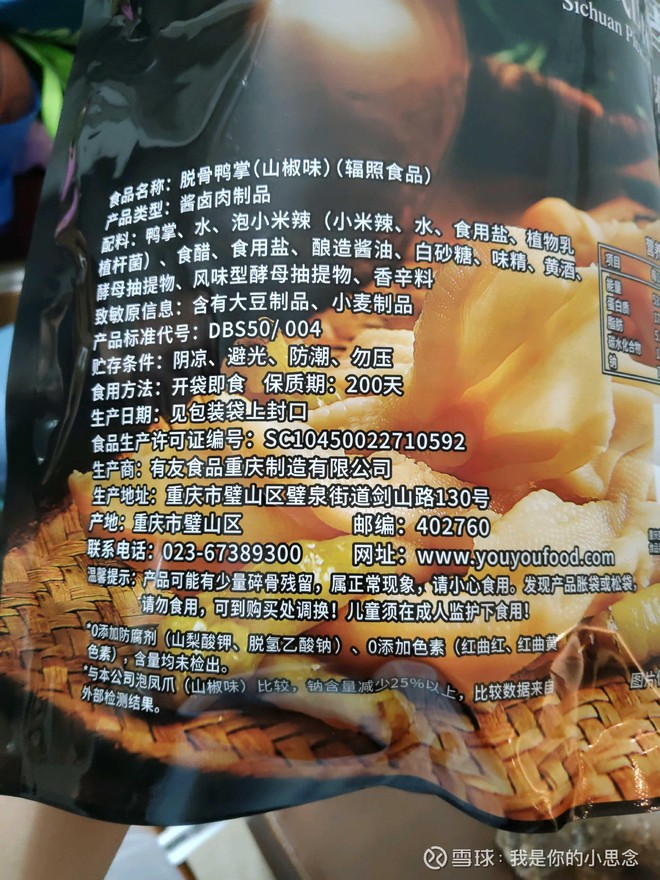 Sichuan
食品名称：脱骨鸭掌（山椒味）（辐照食品）
产品类型：酱卤肉制品
配料：鸭掌、水、泡小米辣（小米辣、水、食用盐、植物乳
植杆菌）、食醋、食用盐、酿造酱油、白砂糖、味精、黄酒、
酵母抽提物、风味型酵母抽提物、香辛料
致敏原信息：含有大豆制品、小麦制品
产品标准代号：DBS50/ 004
贮存条件：阴凉、避光、防潮、勿压
食用方法：开袋即食 保质期：200天
生产日期：见包装袋上封口
食品生产许可证编号：SC10450022710592
生产商：有友食品重庆制造有限公司
生产地址：重庆市璧山区璧泉街道剑山路130号
产地：重庆市璧山区 邮编：402760
联系电话：023-67389300 网址：www.youyoufood.com
温馨提示：产品可能有少量碎骨残留，属正常现象，请小心食用。发现产品胀袋或松袋，
请勿食用，可到购买处调换！儿童须在成人监护下食用！
*0添加防腐剂（山梨酸钾、脱氢乙酸钠）、0添加色素（红曲红、红曲黄
色素），含量均未检出。
*与本公司泡凤爪（山椒味）比较，钠含量减少25%以上，比较数据来自
外部检测结果。
项目
能量
蛋白质
脂肪
碳水化合物
钠
图片
雪球：我是你的小思念